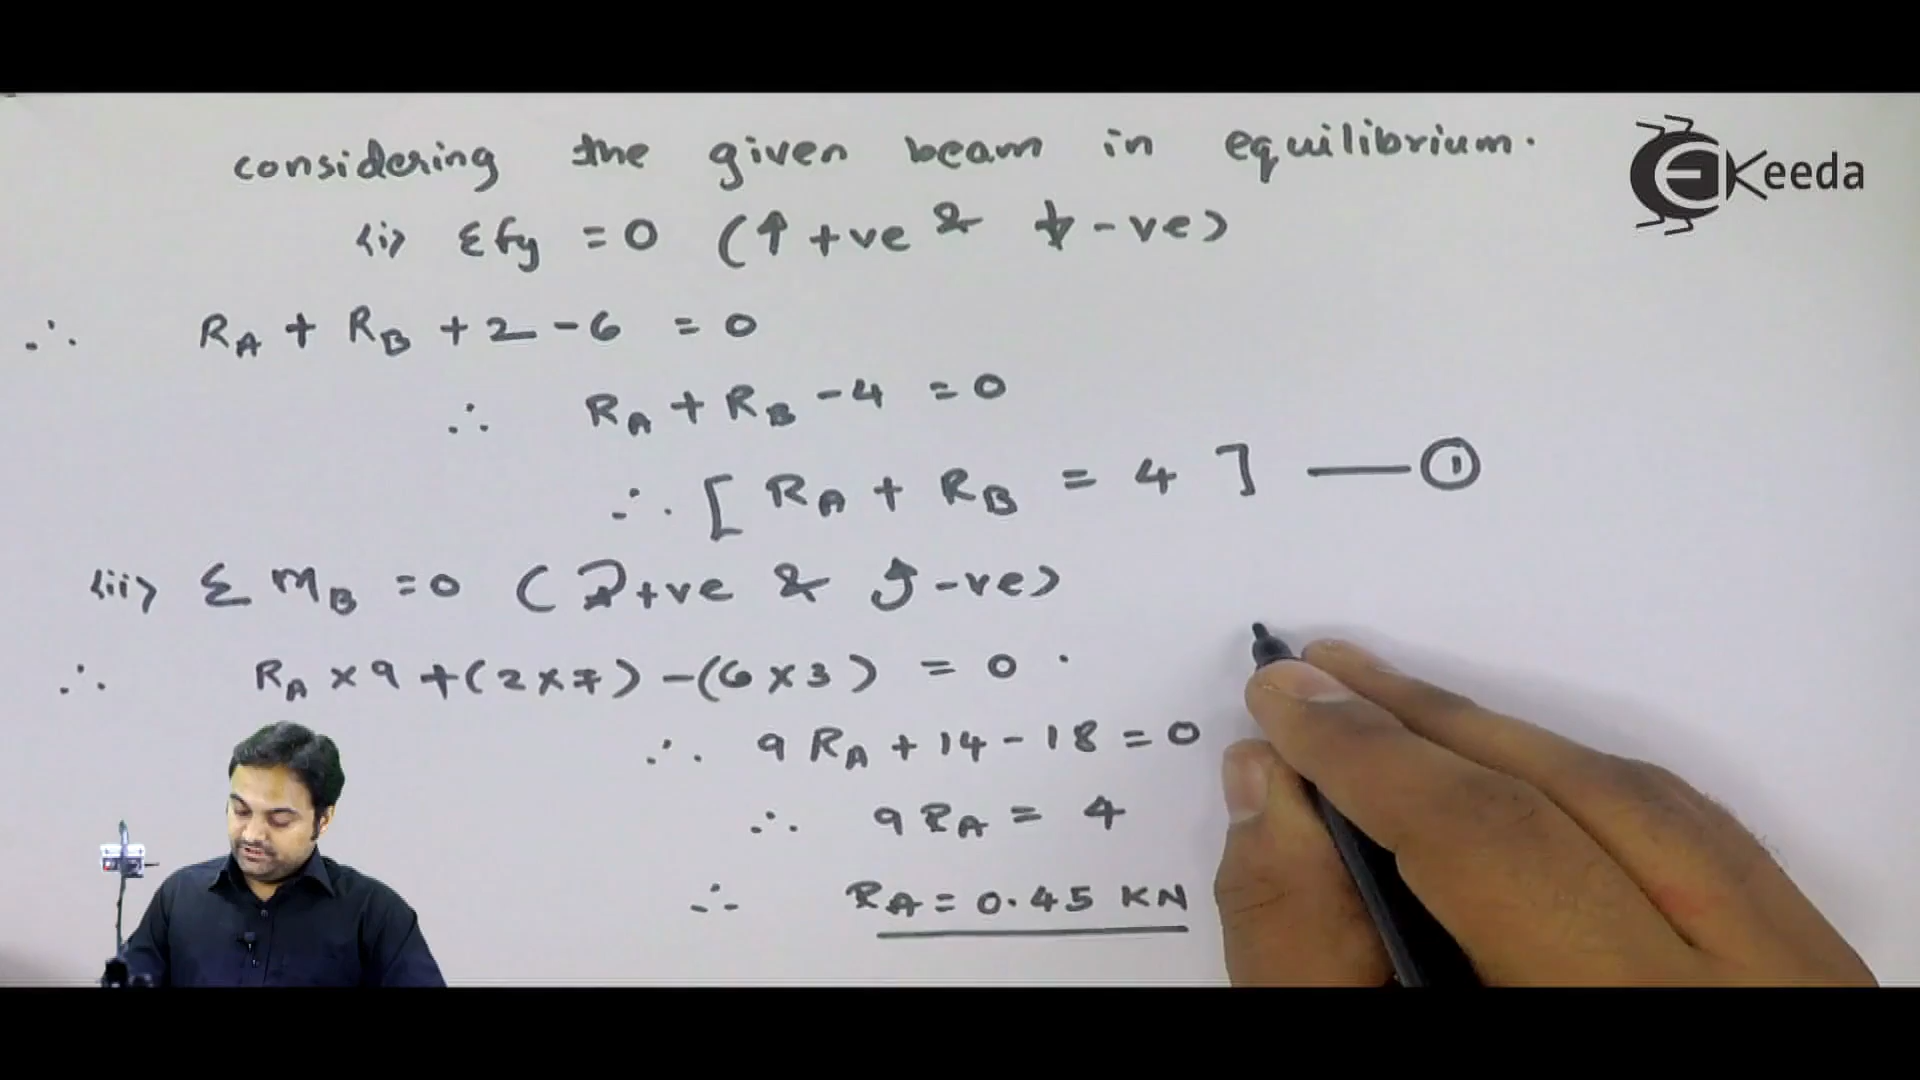 considering the given beam in equilibrium.
EKeeda
(i) Σfy = 0 (↑ +ve & ↓ -ve)
∴ RA + RB + 2 - 6 = 0
∴ RA + RB - 4 = 0
∴ [ RA + RB = 4 ] — ①
(ii) Σ MB = 0 (↻ +ve & ↺ -ve)
∴ RA × 9 + (2 × 7) - (6 × 3) = 0 .
∴ 9 RA + 14 - 18 = 0
∴ 9 RA = 4
∴ RA = 0.45 KN